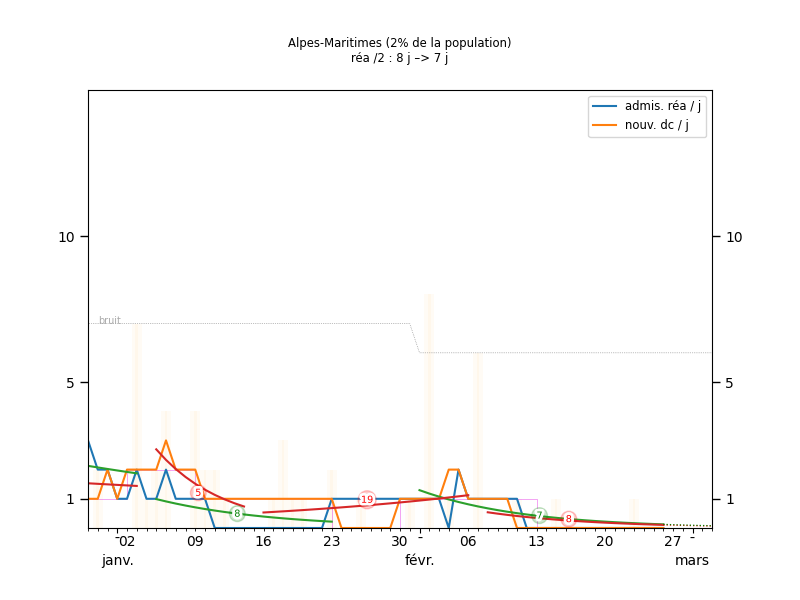 Alpes-Maritimes (2% de la population)
réa /2 : 8 j –> 7 j
admis. réa / j
nouv. dc / j
10
10
bruit
5
5
1
1
5
8
19
7
8
02
09
16
23
30
06
13
20
27
janv.
févr.
mars